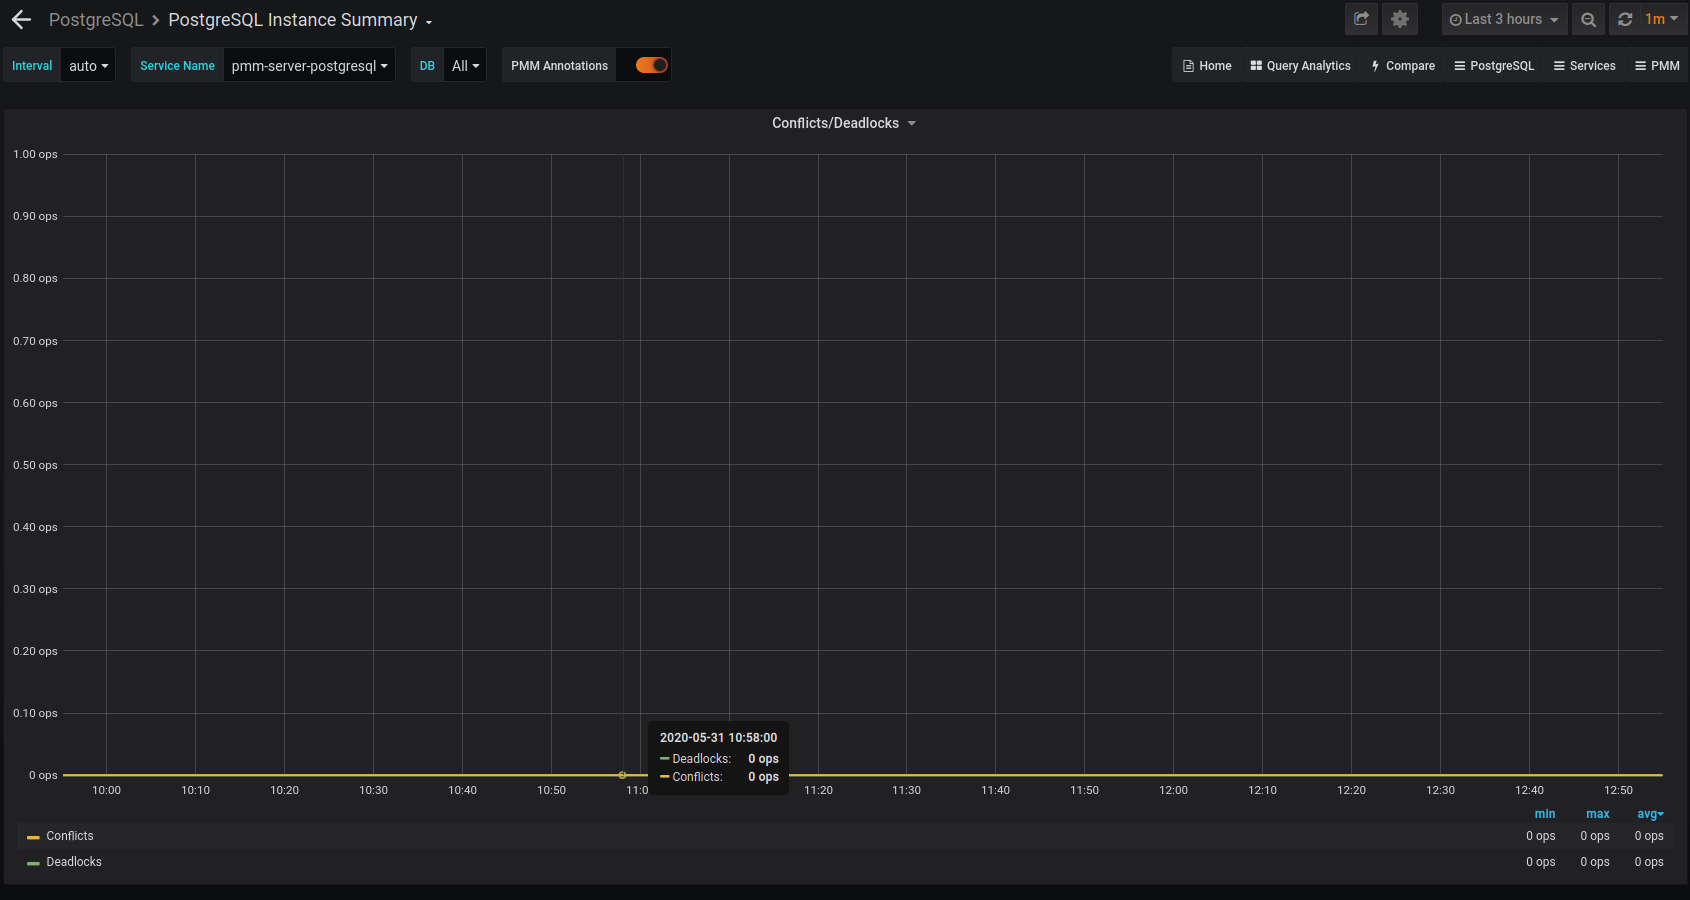 PostgreSQL > PostgreSQL Instance Summary
Last 3 hours
1m
Interval auto
Service Name pmm-server-postgresql
DB All
PMM Annotations
Home
Query Analytics
Compare
PostgreSQL
Services
PMM
Conflicts/Deadlocks
1.00 ops
0.90 ops
0.80 ops
0.70 ops
0.60 ops
0.50 ops
0.40 ops
0.30 ops
0.20 ops
0.10 ops
0 ops
2020-05-31 10:58:00
Deadlocks: 0 ops
Conflicts: 0 ops
10:00 10:10 10:20 10:30 10:40 10:50 11:0 11:20 11:30 11:40 11:50 12:00 12:10 12:20 12:30 12:40 12:50
min max avg
Conflicts 0 ops 0 ops 0 ops
Deadlocks 0 ops 0 ops 0 ops